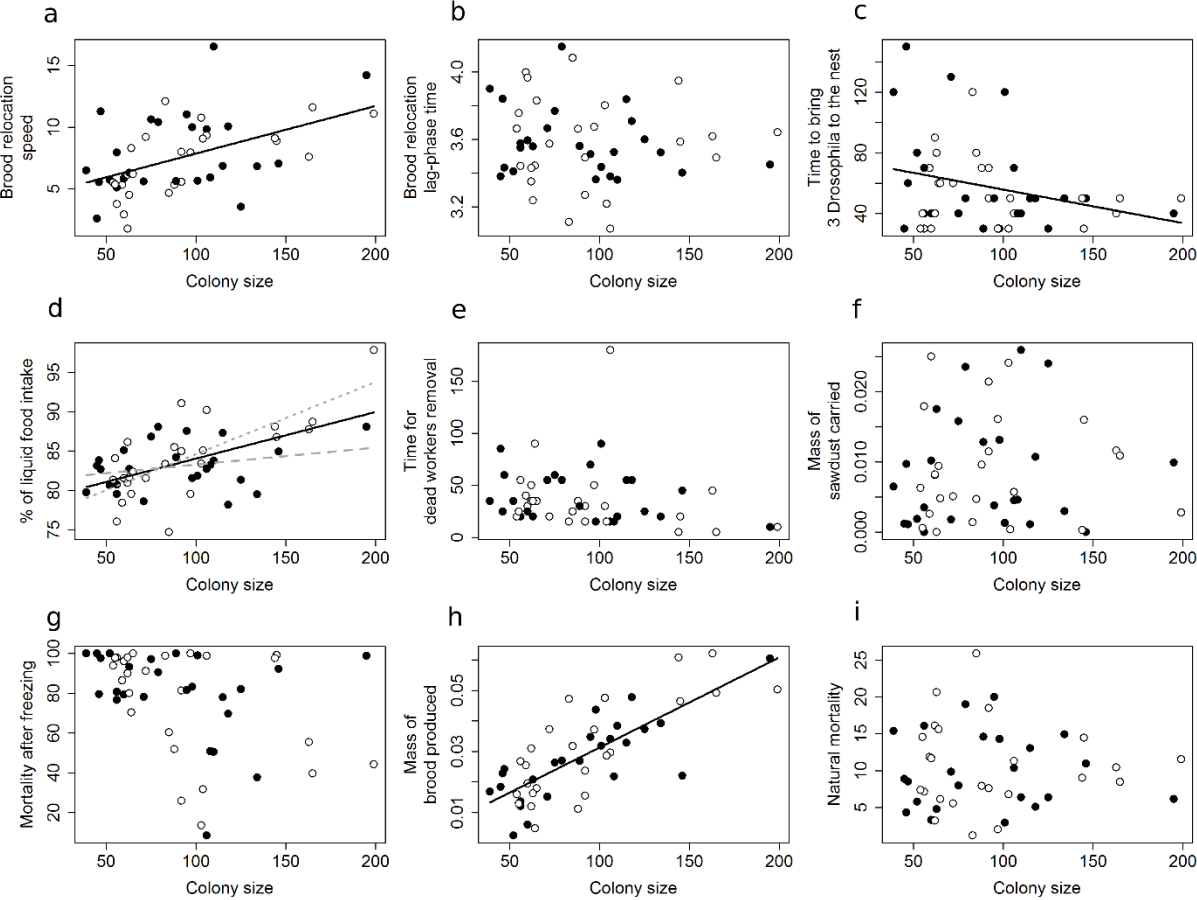 a
b
c
Brood relocation
speed
5
10
15
50
100
150
200
Colony size
Brood relocation
lag-phase time
3.2
3.6
4.0
50
100
150
200
Colony size
Time to bring
3 Drosophila to the nest
40
80
120
50
100
150
200
Colony size
d
e
f
% of liquid food intake
75
80
85
90
95
50
100
150
200
Colony size
Time for
dead workers removal
0
50
100
150
50
100
150
200
Colony size
Mass of
sawdust carried
0.000
0.010
0.020
50
100
150
200
Colony size
g
h
i
Mortality after freezing
20
40
60
80
100
50
100
150
200
Colony size
Mass of
brood produced
0.01
0.03
0.05
50
100
150
200
Colony size
Natural mortality
5
10
15
20
25
50
100
150
200
Colony size